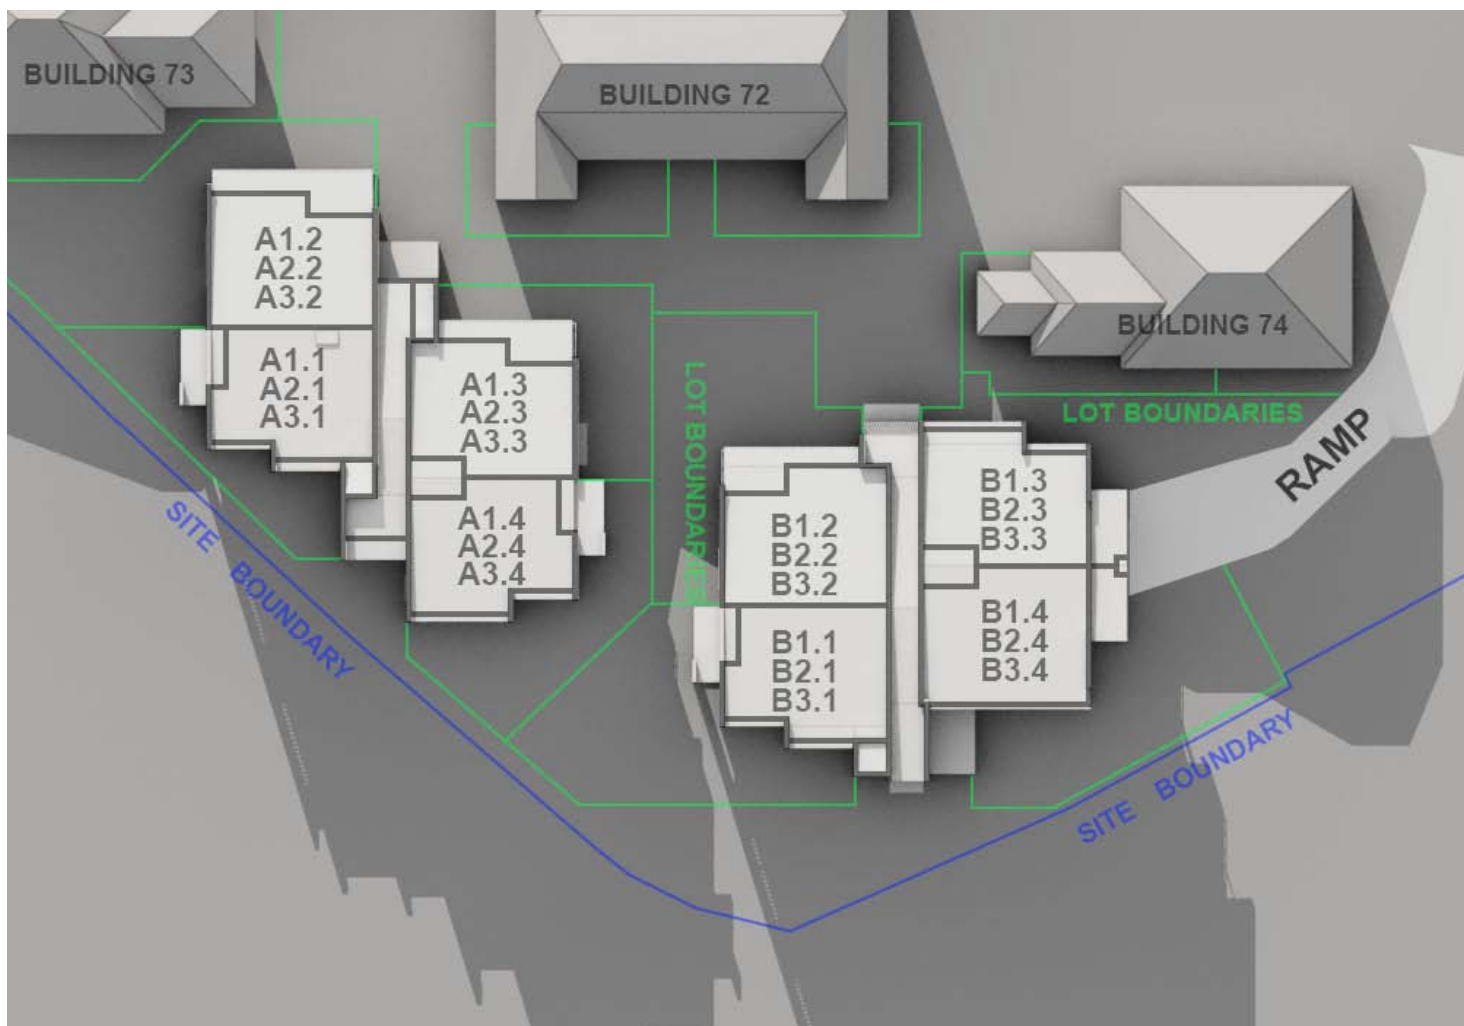 BUILDING 73
BUILDING 72
A1.2
A2.2
A3.2
BUILDING 74
A1.1
A2.1
A3.1
A1.3
A2.3
A3.3
LOT BOUNDARIES
LOT BOUNDARIES
RAMP
A1.4
A2.4
A3.4
B1.2
B2.2
B3.2
B1.3
B2.3
B3.3
SITE BOUNDARY
B1.1
B2.1
B3.1
B1.4
B2.4
B3.4
SITE BOUNDARY